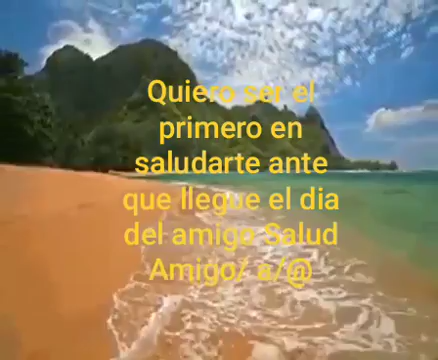 Quiero ser el
primero en
saludarte ante
que llegue el dia
del amigo Salud
Amigo/ a/@